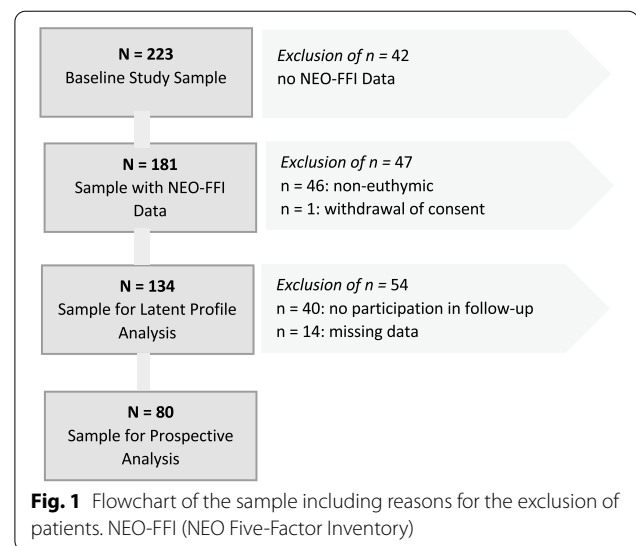 N = 223
Baseline Study Sample
Exclusion of n = 42
no NEO-FFI Data
N = 181
Sample with NEO-FFI
Data
Exclusion of n = 47
n = 46: non-euthymic
n = 1: withdrawal of consent
N = 134
Sample for Latent Profile
Analysis
Exclusion of n = 54
n = 40: no participation in follow-up
n = 14: missing data
N = 80
Sample for Prospective
Analysis
Fig. 1 Flowchart of the sample including reasons for the exclusion of
patients. NEO-FFI (NEO Five-Factor Inventory)